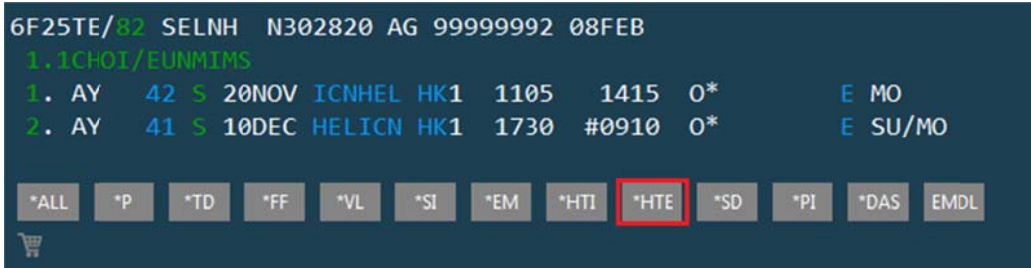 6F25TE/82 SELNH N302820 AG 99999992 08FEB
1.1CHOI/EUNMIMS
1. AY 42 S 20NOV ICNHEL HK1 1105 1415 O* E MO
2. AY 41 S 10DEC HELICN HK1 1730 #0910 O* E SU/MO
*ALL *P *TD *FF *VL *SI *EM *HTI *HTE *SD *PI *DAS EMDL